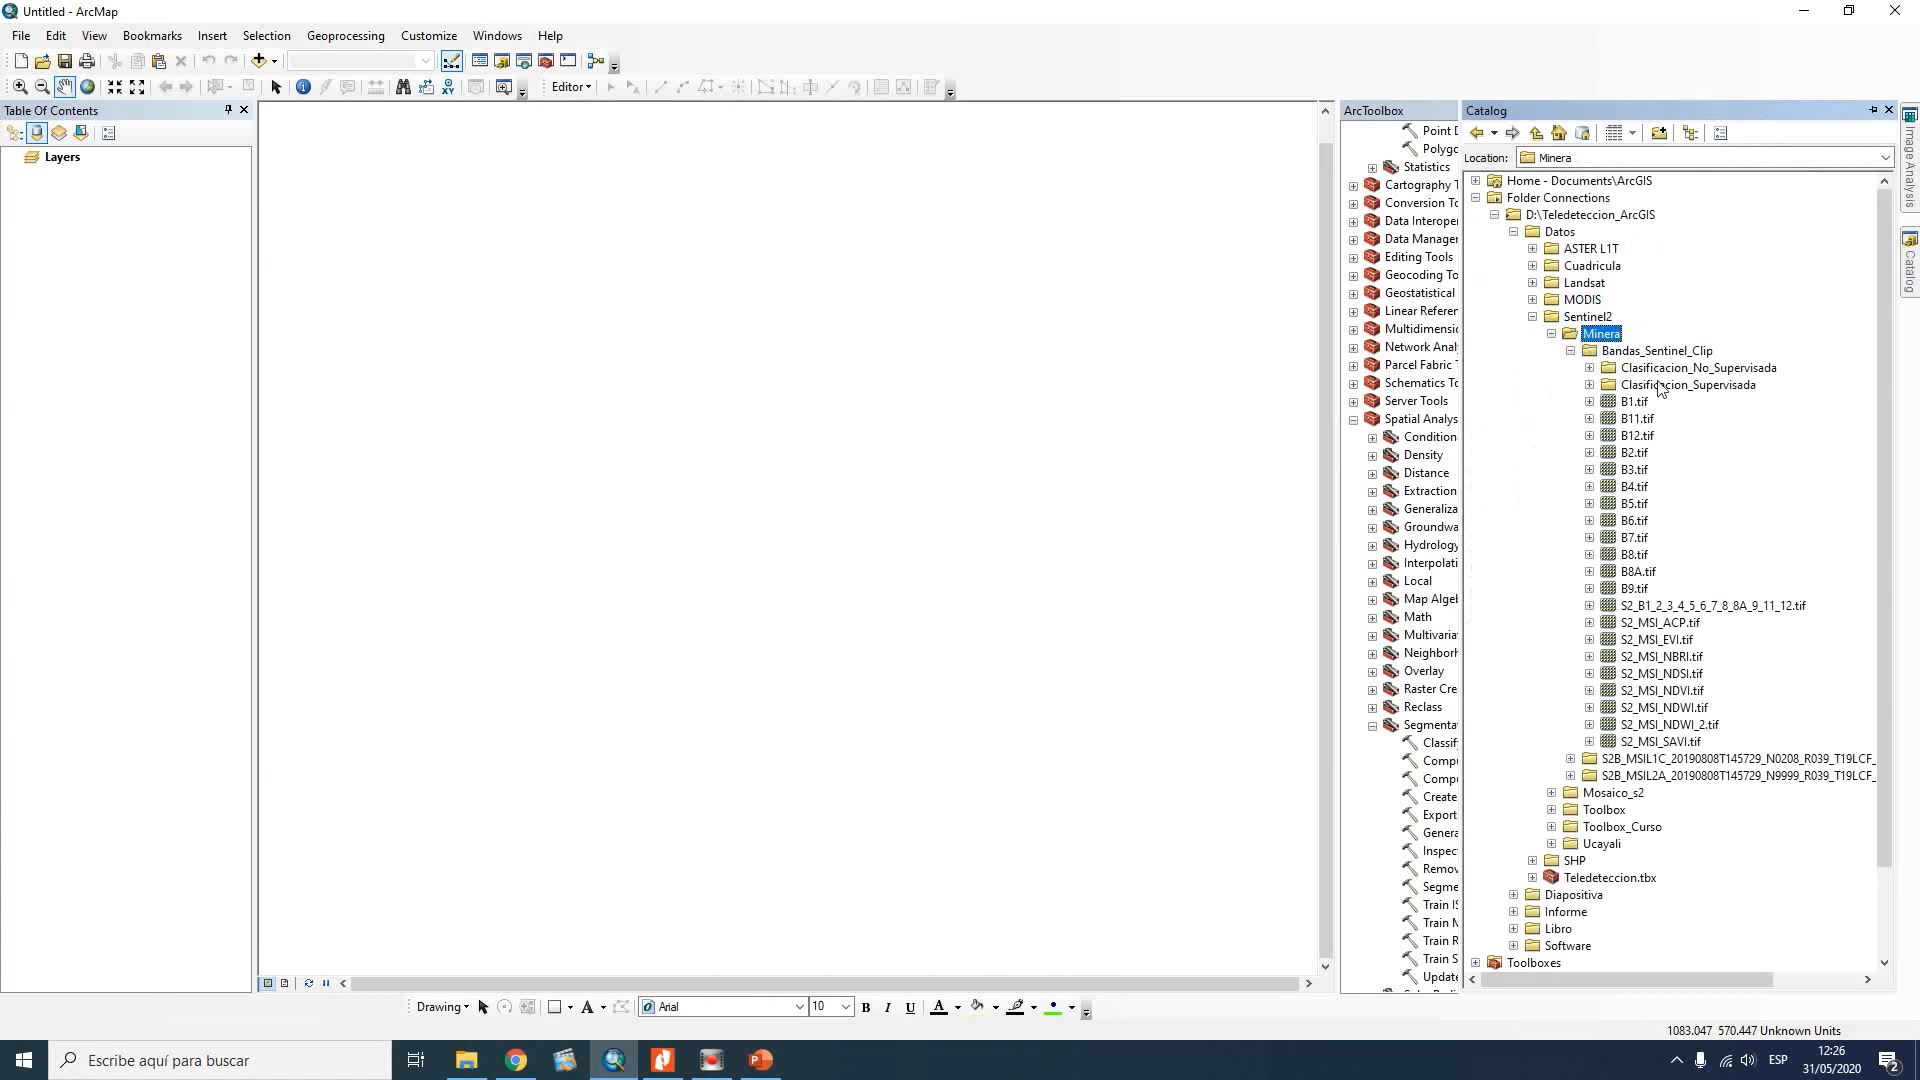 Untitled - ArcMap
File Edit View Bookmarks Insert Selection Geoprocessing Customize Windows Help
Editor
Table Of Contents
Layers
ArcToolbox
Point D
Polygo
Statistics
Cartography T
Conversion To
Data Interoper
Data Manager
Editing Tools
Geocoding To
Geostatistical
Linear Referer
Multidimensio
Network Anal
Parcel Fabric T
Schematics To
Server Tools
Spatial Analys
Condition
Density
Distance
Extraction
Generaliza
Groundwa
Hydrology
Interpolati
Local
Map Algeb
Math
Multivaria
Neighborh
Overlay
Raster Cre
Reclass
Segmenta
Classif
Compu
Compu
Create
Export
Genera
Inspec
Remov
Segme
Train IS
Train M
Train R
Train S
Update
Catalog
Location: Minera
Home - Documents\ArcGIS
Folder Connections
D:\Teledeteccion_ArcGIS
Datos
ASTER L1T
Cuadricula
Landsat
MODIS
Sentinel2
Minera
Bandas_Sentinel_Clip
Clasificacion_No_Supervisada
Clasificacion_Supervisada
B1.tif
B11.tif
B12.tif
B2.tif
B3.tif
B4.tif
B5.tif
B6.tif
B7.tif
B8.tif
B8A.tif
B9.tif
S2_B1_2_3_4_5_6_7_8_8A_9_11_12.tif
S2_MSI_ACP.tif
S2_MSI_EVI.tif
S2_MSI_NBRI.tif
S2_MSI_NDSI.tif
S2_MSI_NDVI.tif
S2_MSI_NDWI.tif
S2_MSI_NDWI_2.tif
S2_MSI_SAVI.tif
S2B_MSIL1C_20190808T145729_N0208_R039_T19LCF_
S2B_MSIL2A_20190808T145729_N9999_R039_T19LCF_
Mosaico_s2
Toolbox
Toolbox_Curso
Ucayali
SHP
Teledeteccion.tbx
Diapositiva
Informe
Libro
Software
Toolboxes
Image Analysis
Catalog
Drawing Arial 10 B I U A
1083.047 570.447 Unknown Units
Escribe aquí para buscar
ESP
12:26
31/05/2020
2